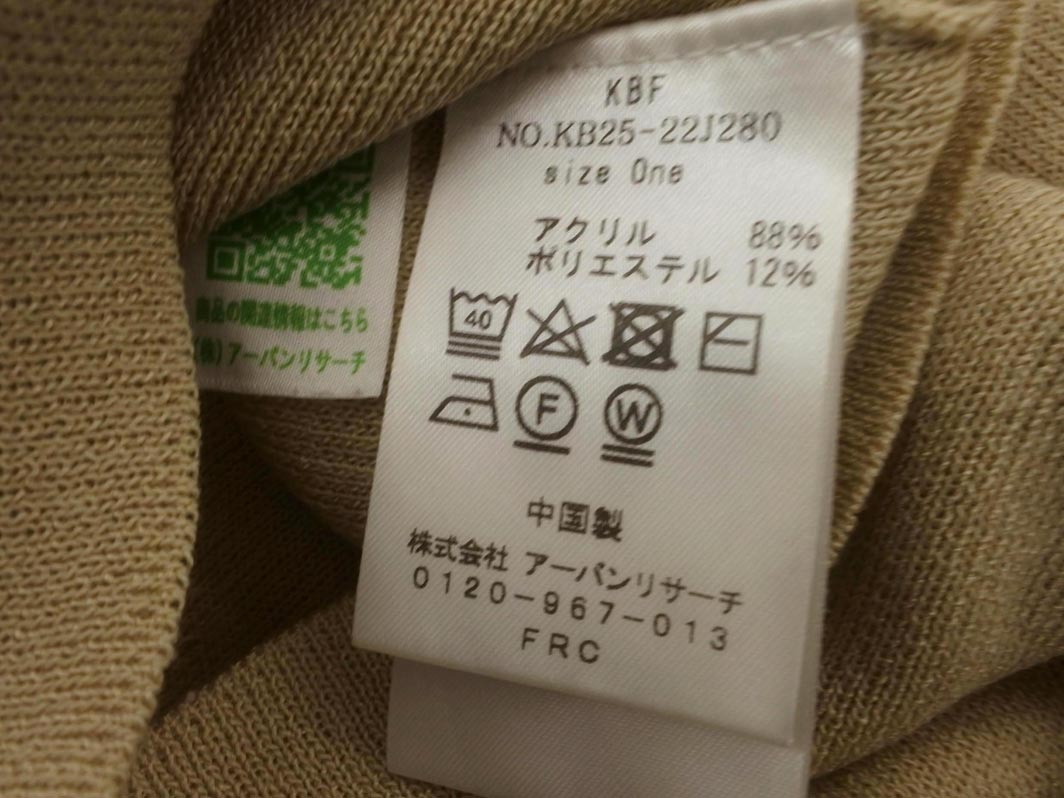 KBF
NO.KB25-22J280
size One
アクリル 88%
ポリエステル 12%
40
F
W
中国製
株式会社 アーバンリサーチ
0120-967-013
FRC
商品の関連情報はこちら
(株)アーバンリサーチ